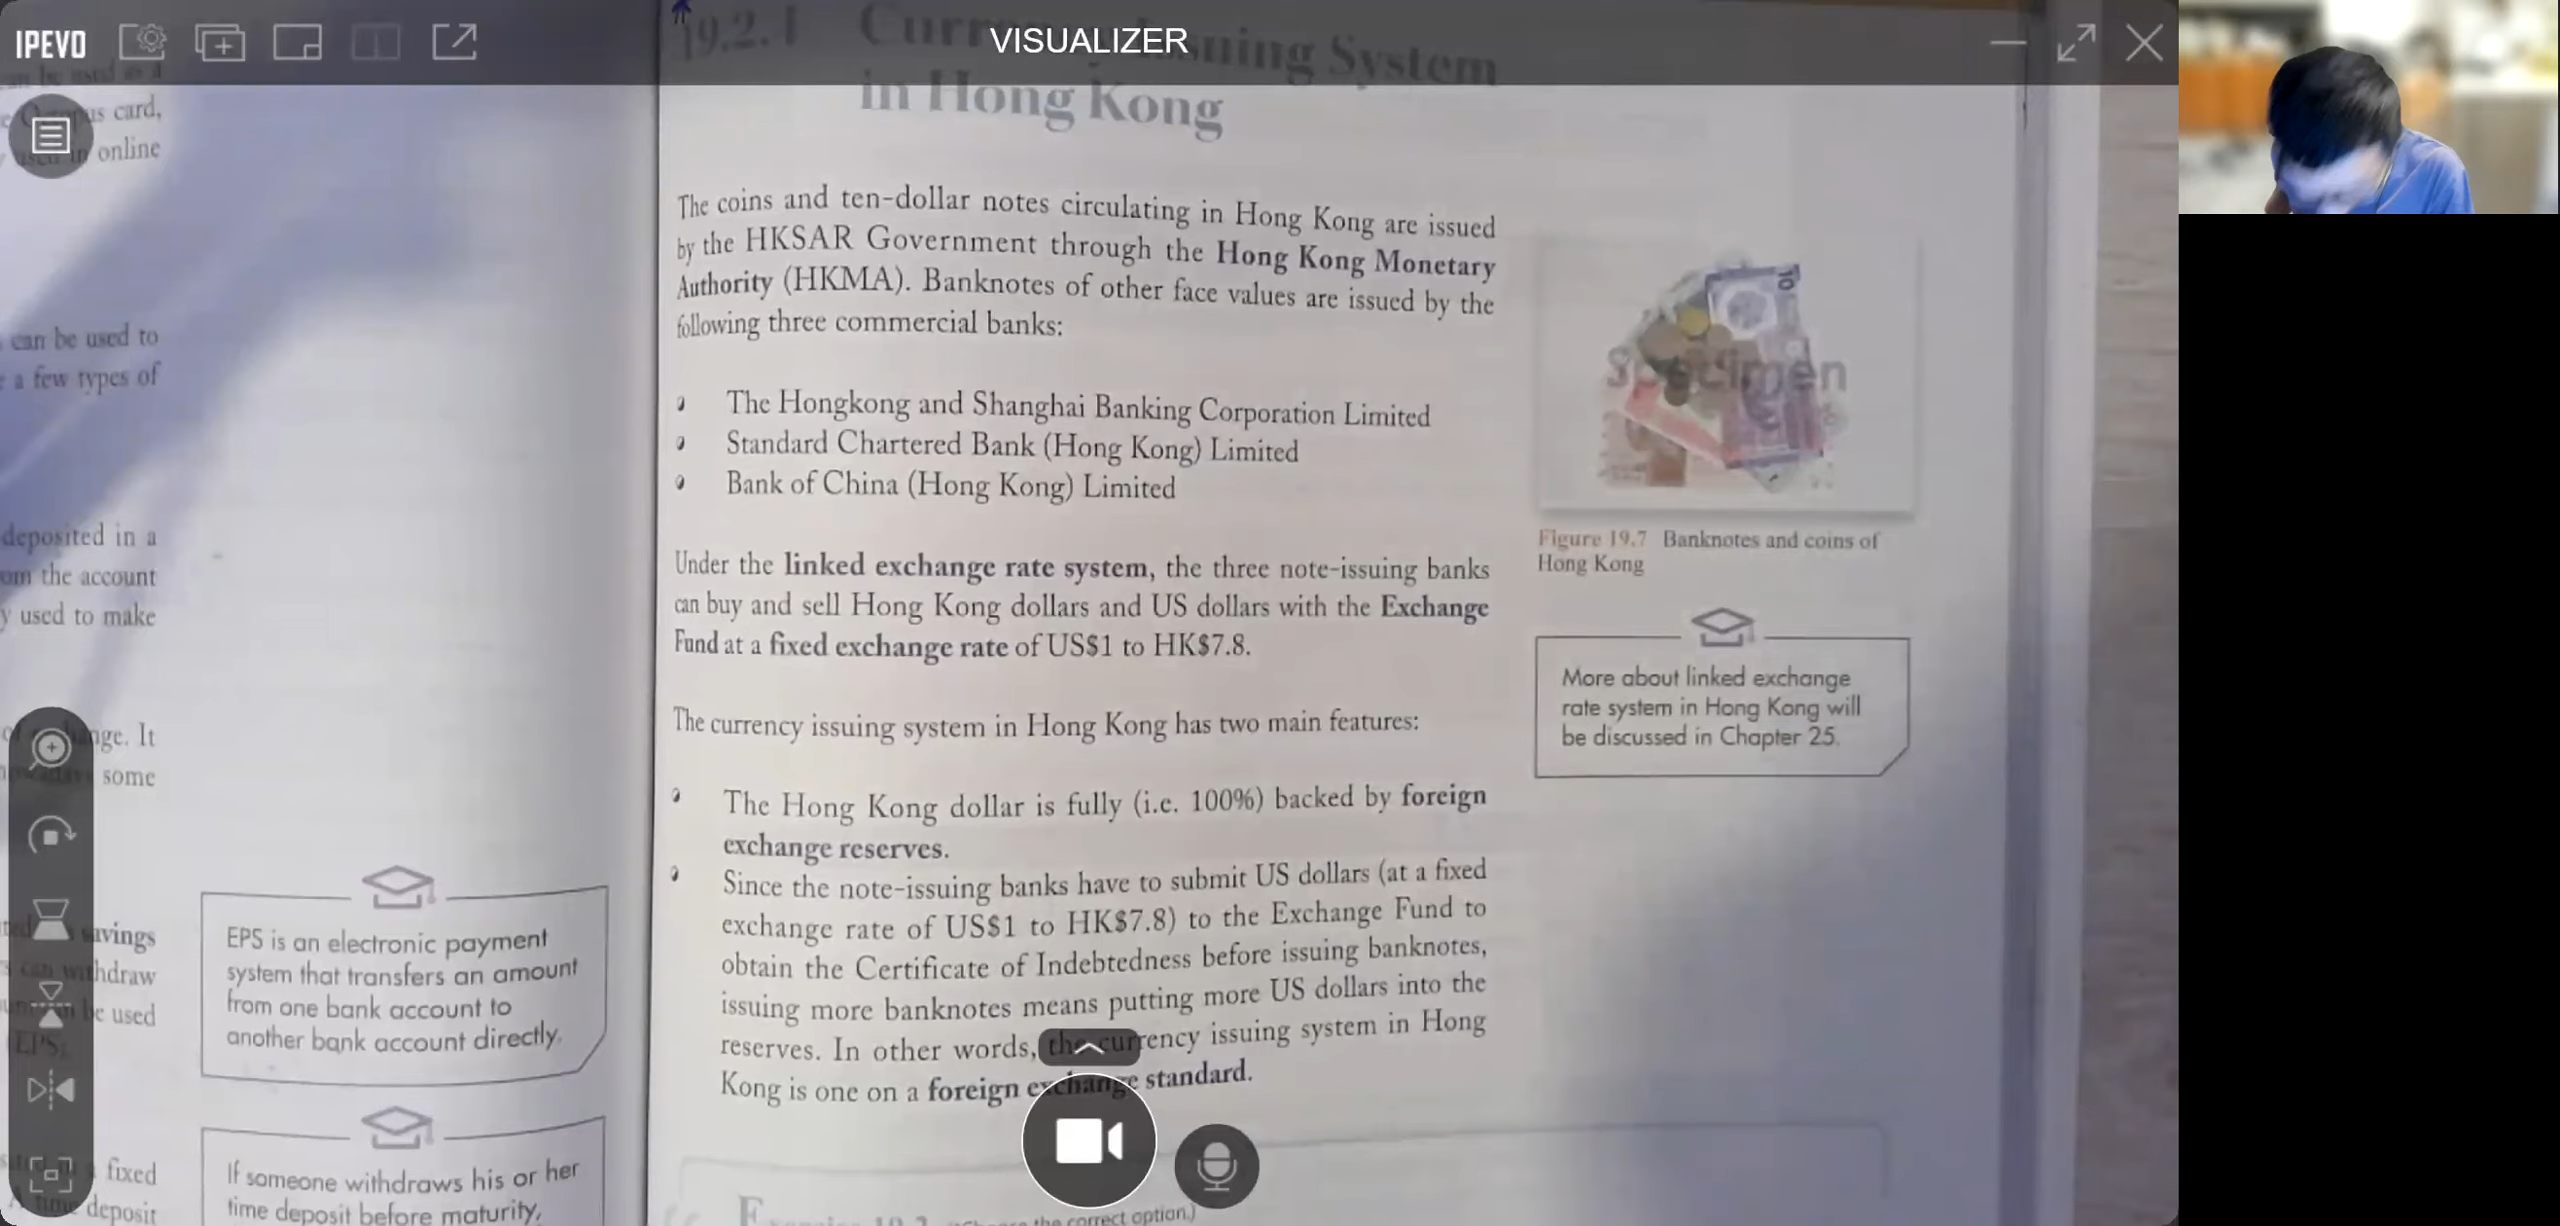 IPEVO
VISUALIZER
19.2.1 Currency Issuing System
in Hong Kong
card,
online
can be used to
a few types of
deposited in a
the account
used to make
It
some
savings
withdraw
be used
(EPS)
fixed
deposit
EPS is an electronic payment
system that transfers an amount
from one bank account to
another bank account directly.
If someone withdraws his or her
time deposit before maturity,
The coins and ten-dollar notes circulating in Hong Kong are issued
by the HKSAR Government through the Hong Kong Monetary
Authority (HKMA). Banknotes of other face values are issued by the
following three commercial banks:
The Hongkong and Shanghai Banking Corporation Limited
Standard Chartered Bank (Hong Kong) Limited
Bank of China (Hong Kong) Limited
Under the linked exchange rate system, the three note-issuing banks
can buy and sell Hong Kong dollars and US dollars with the Exchange
Fund at a fixed exchange rate of US$1 to HK$7.8.
The currency issuing system in Hong Kong has two main features:
The Hong Kong dollar is fully (i.e. 100%) backed by foreign
exchange reserves.
Since the note-issuing banks have to submit US dollars (at a fixed
exchange rate of US$1 to HK$7.8) to the Exchange Fund to
obtain the Certificate of Indebtedness before issuing banknotes,
issuing more banknotes means putting more US dollars into the
reserves. In other words, the currency issuing system in Hong
Kong is one on a foreign exchange standard.
the correct option.)
10
Specimen
Figure 19.7 Banknotes and coins of
Hong Kong
More about linked exchange
rate system in Hong Kong will
be discussed in Chapter 25.